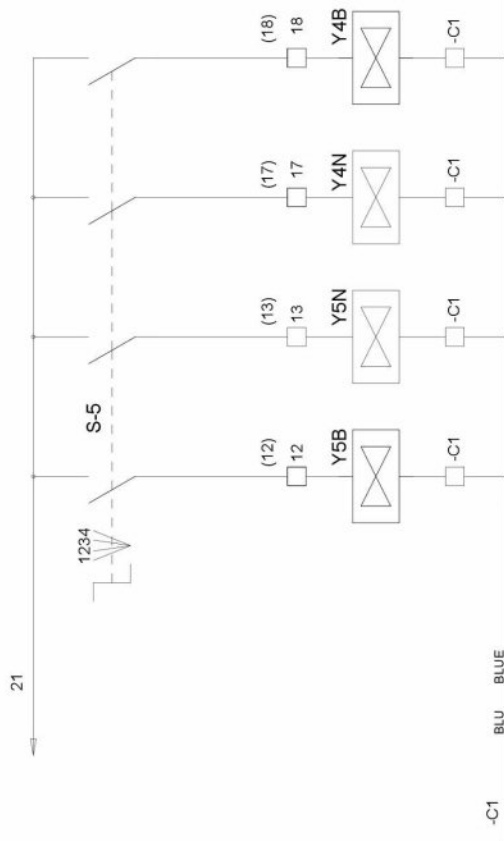 21
1234
S-5
(12)
12
Y5B
-C1
(13)
13
Y5N
-C1
(17)
17
Y4N
-C1
(18)
18
Y4B
-C1
-C1
BLU BLUE